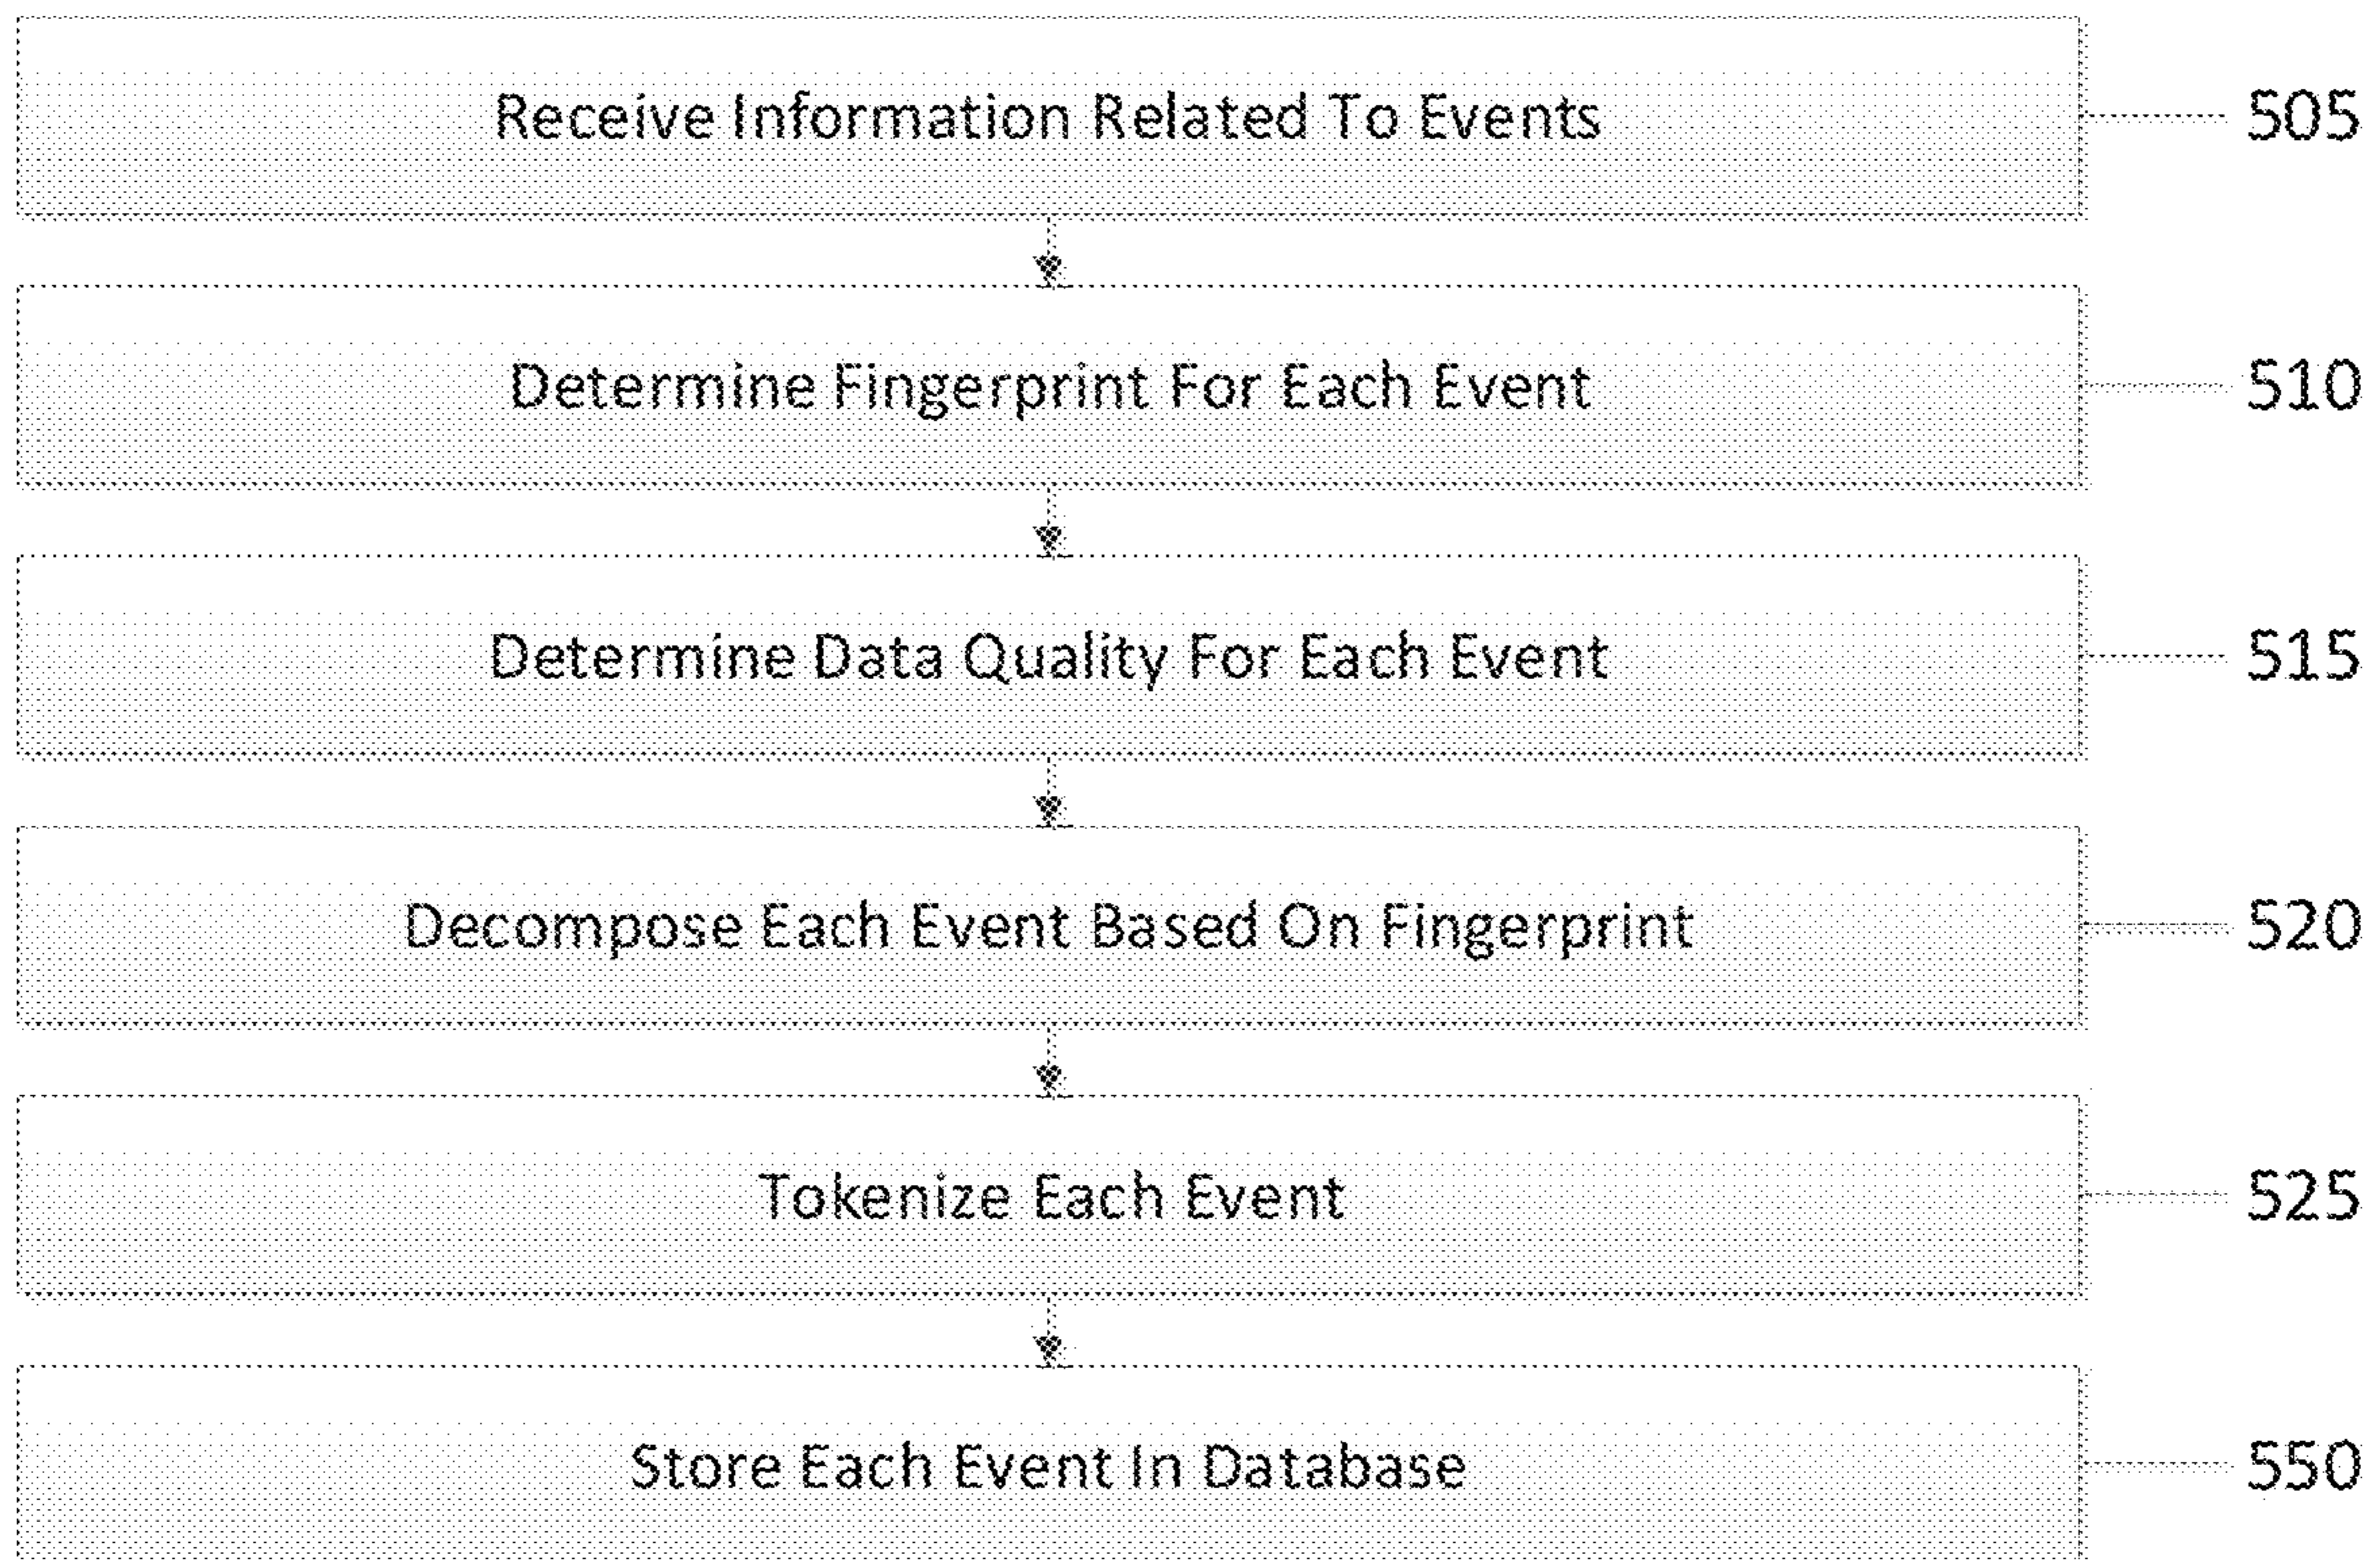 Receive Information Related To Events 505
Determine Fingerprint For Each Event 510
Determine Data Quality For Each Event 515
Decompose Each Event Based On Fingerprint 520
Tokenize Each Event 525
Store Each Event In Database 550